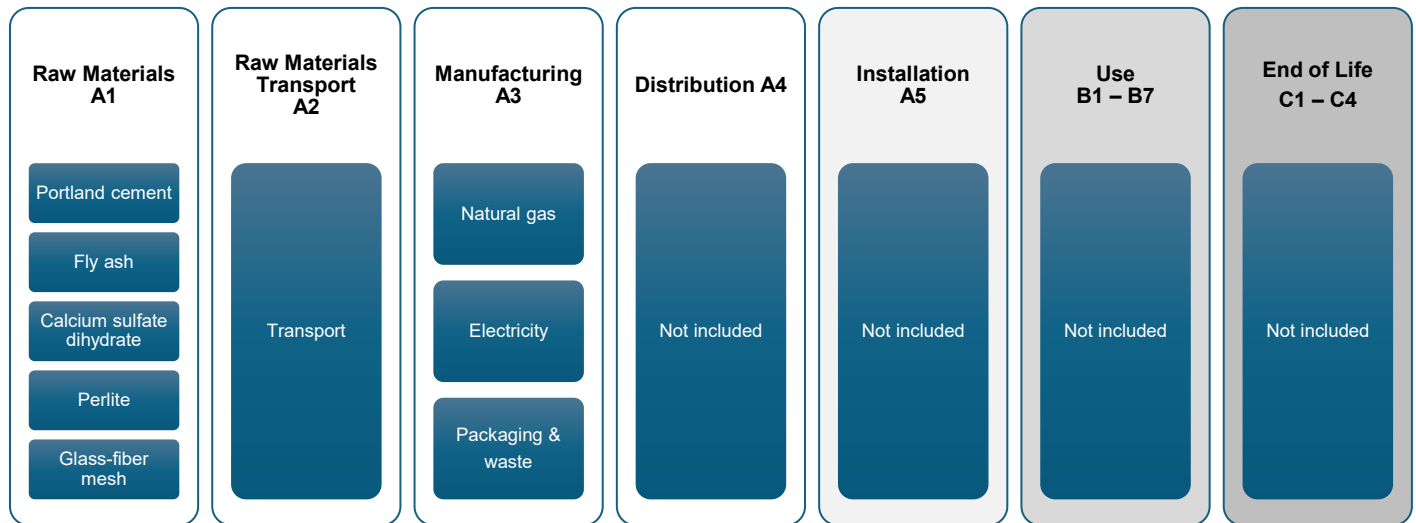 Raw Materials
A1
Portland cement
Fly ash
Calcium sulfate
dihydrate
Perlite
Glass-fiber
mesh
Raw Materials
Transport
A2
Transport
Manufacturing
A3
Natural gas
Electricity
Packaging &
waste
Distribution A4
Not included
Installation
A5
Not included
Use
B1 – B7
Not included
End of Life
C1 – C4
Not included